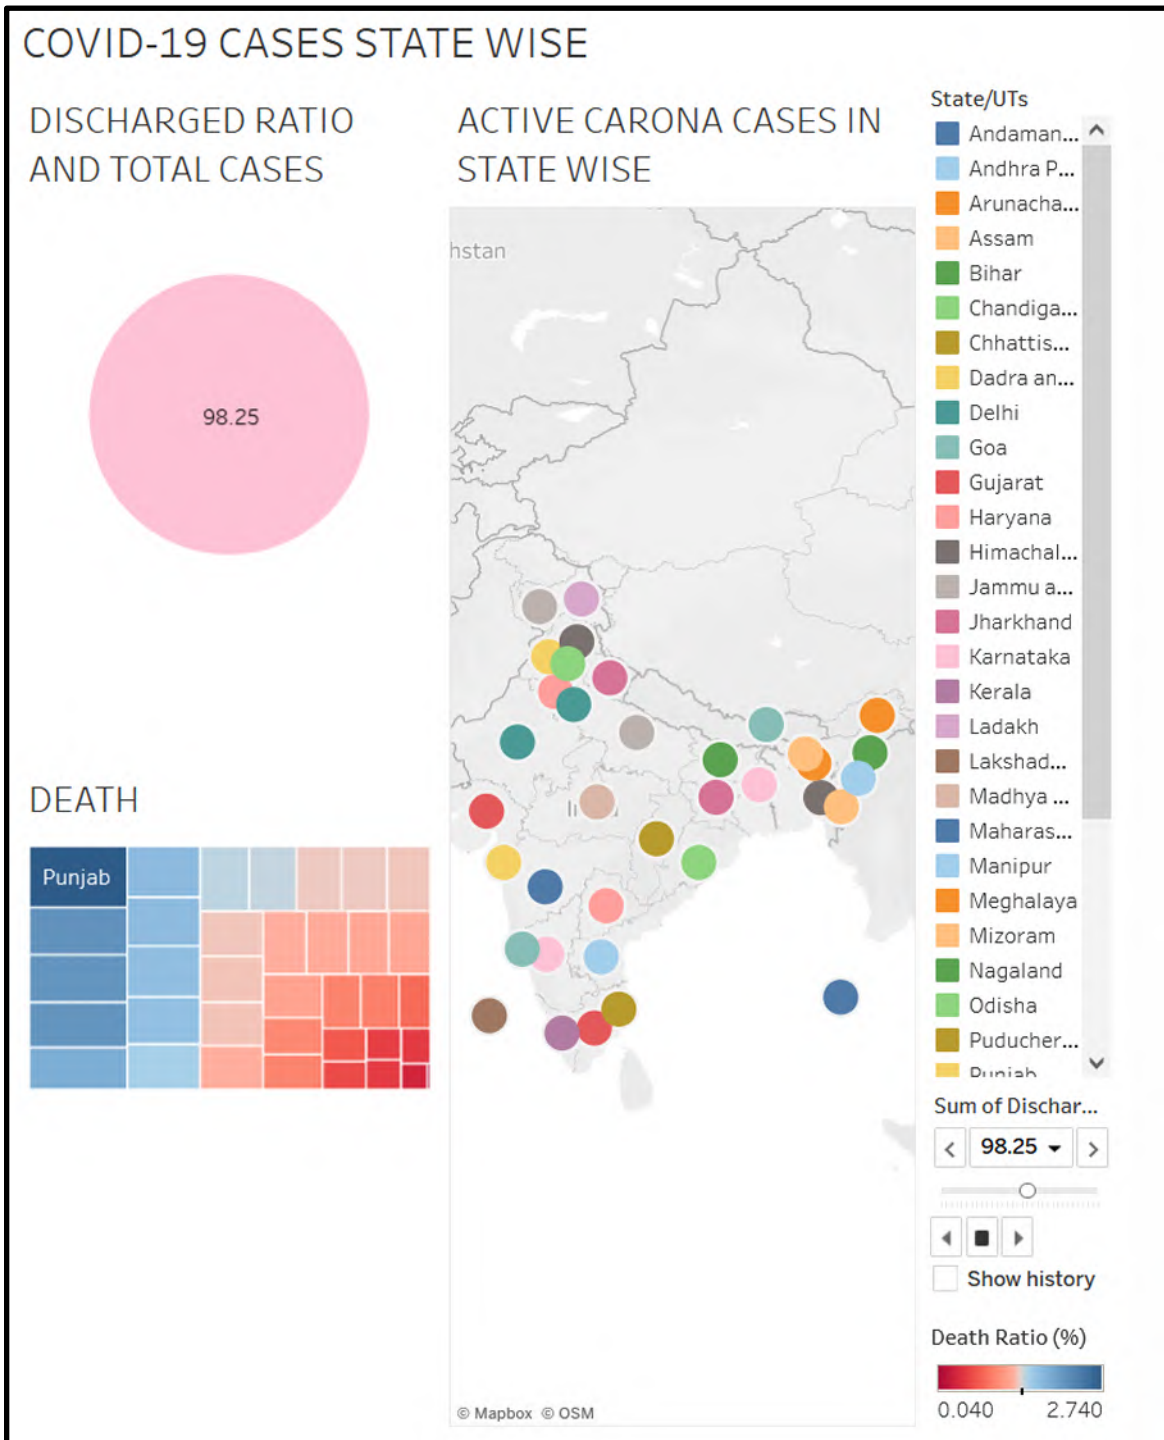 COVID-19 CASES STATE WISE
DISCHARGED RATIO
AND TOTAL CASES
98.25
DEATH
Punjab
ACTIVE CARONA CASES IN
STATE WISE
hstan
© Mapbox © OSM
State/UTs
Andaman...
Andhra P...
Arunacha...
Assam
Bihar
Chandiga...
Chhattis...
Dadra an...
Delhi
Goa
Gujarat
Haryana
Himachal...
Jammu a...
Jharkhand
Karnataka
Kerala
Ladakh
Lakshad...
Madhya ...
Maharas...
Manipur
Meghalaya
Mizoram
Nagaland
Odisha
Puducher...
Punjab
Sum of Dischar...
98.25
Show history
Death Ratio (%)
0.040 2.740